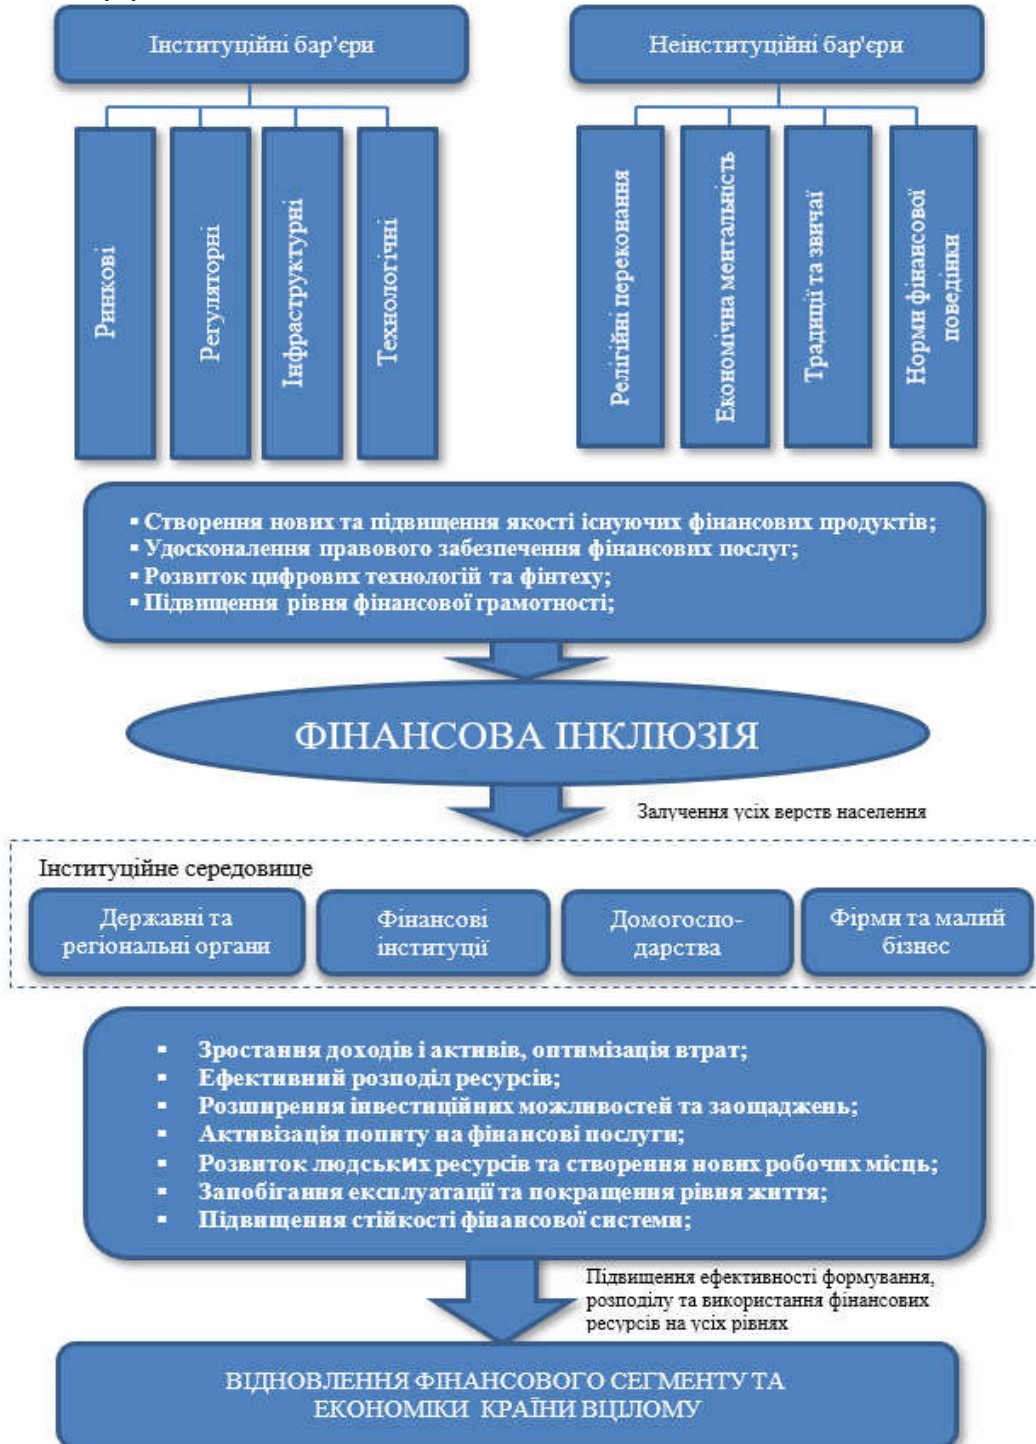 Інституційні бар'єри
Неінституційні бар'єри
Ринкові
Регуляторні
Інфраструктурні
Технологічні
Релігійні переконання
Економічна ментальність
Традиції та звичаї
Норми фінансової
поведінки
▪ Створення нових та підвищення якості існуючих фінансових продуктів;
▪ Удосконалення правового забезпечення фінансових послуг;
▪ Розвиток цифрових технологій та фінтеху;
▪ Підвищення рівня фінансової грамотності;
ФІНАНСОВА ІНКЛЮЗІЯ
Залучення усіх верств населення
Інституційне середовище
Державні та
регіональні органи
Фінансові
інституції
Домогоспо-
дарства
Фірми та малий
бізнес
▪ Зростання доходів і активів, оптимізація втрат;
▪ Ефективний розподіл ресурсів;
▪ Розширення інвестиційних можливостей та заощаджень;
▪ Активізація попиту на фінансові послуги;
▪ Розвиток людських ресурсів та створення нових робочих місць;
▪ Запобігання експлуатації та покращення рівня життя;
▪ Підвищення стійкості фінансової системи;
Підвищення ефективності формування,
розподілу та використання фінансових
ресурсів на усіх рівнях
ВІДНОВЛЕННЯ ФІНАНСОВОГО СЕГМЕНТУ ТА
ЕКОНОМІКИ КРАЇНИ ВЦІЛОМУ